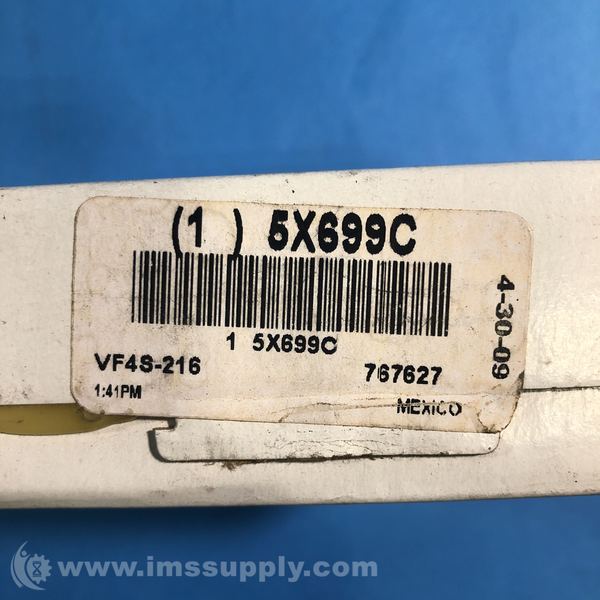 (1 ) 5X699C
1 5X699C
VF4S-216
767627
1:41PM
MEXICO
4-30-09
www.imssupply.com